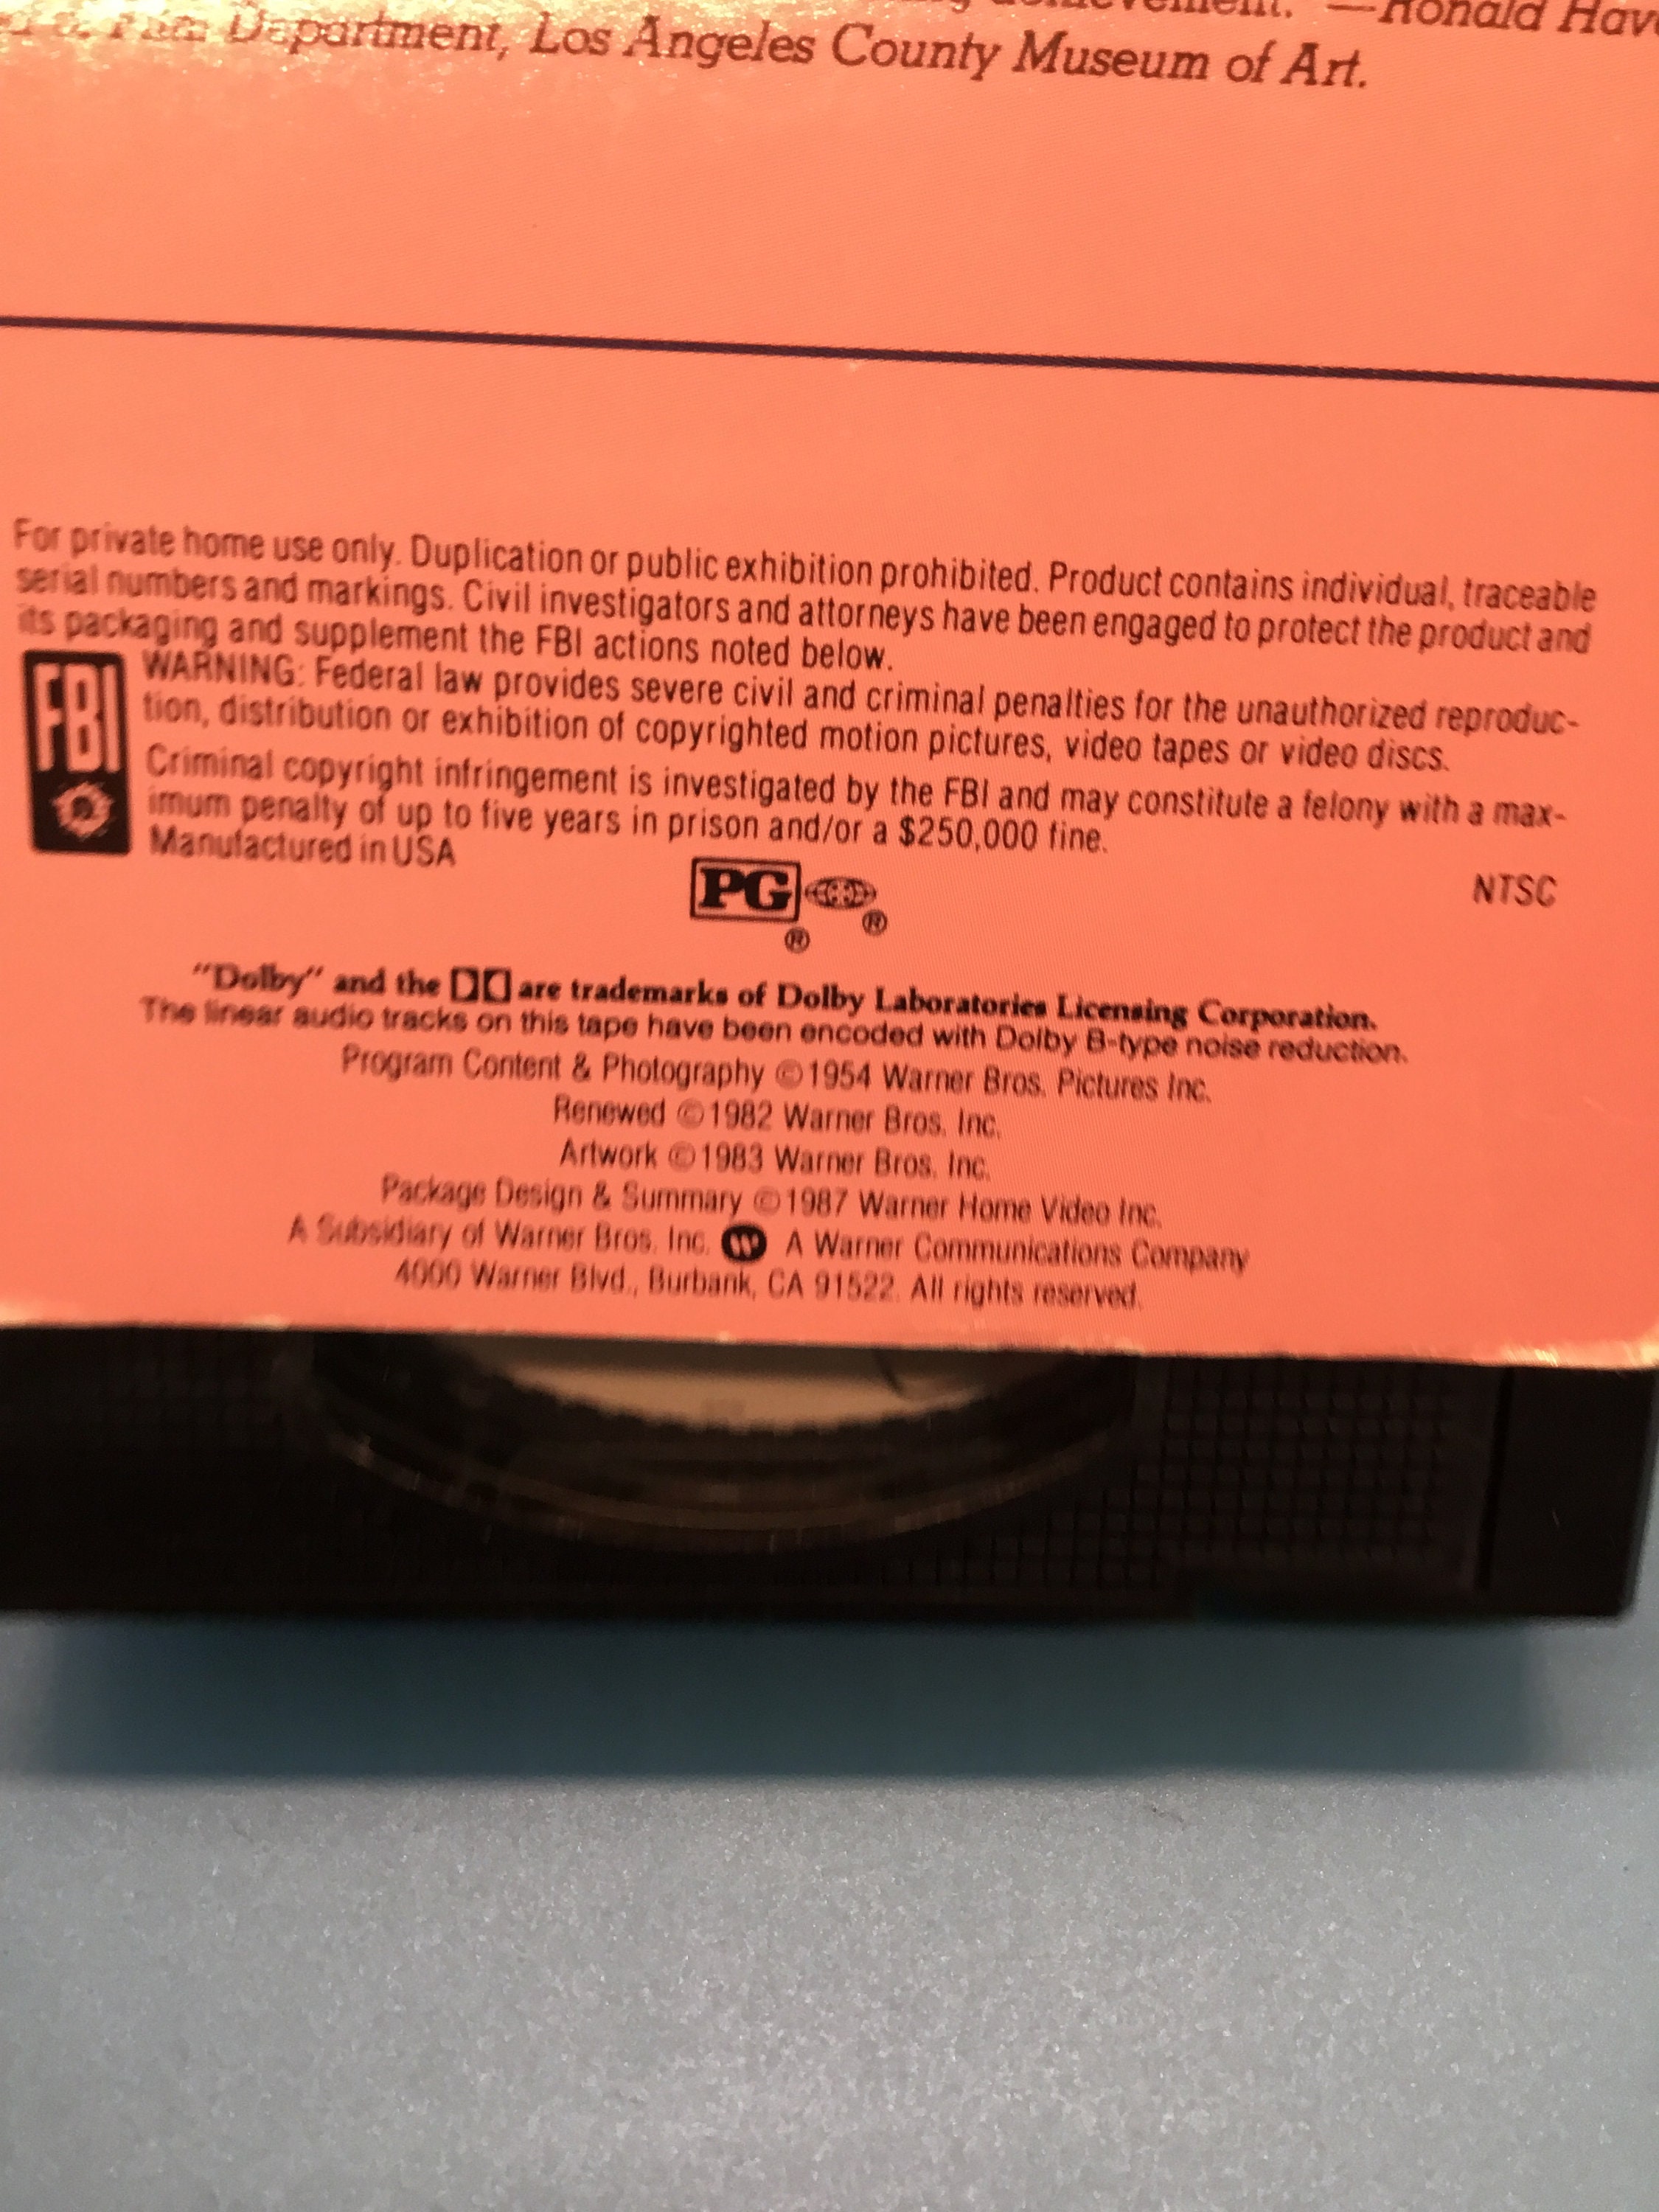 achievement." —Ronald Hav
Film Department, Los Angeles County Museum of Art.
For private home use only. Duplication or public exhibition prohibited. Product contains individual, traceable
serial numbers and markings. Civil investigators and attorneys have been engaged to protect the product and
its packaging and supplement the FBI actions noted below.
FBI
WARNING: Federal law provides severe civil and criminal penalties for the unauthorized reproduc-
tion, distribution or exhibition of copyrighted motion pictures, video tapes or video discs.
Criminal copyright infringement is investigated by the FBI and may constitute a felony with a max-
imum penalty of up to five years in prison and/or a $250,000 fine.
Manufactured in USA
PG ® ®
NTSC
"Dolby" and the are trademarks of Dolby Laboratories Licensing Corporation.
The linear audio tracks on this tape have been encoded with Dolby B-type noise reduction.
Program Content & Photography ©1954 Warner Bros. Pictures Inc.
Renewed ©1982 Warner Bros. Inc.
Artwork ©1983 Warner Bros. Inc.
Package Design & Summary ©1987 Warner Home Video Inc.
A Subsidiary of Warner Bros. Inc. W A Warner Communications Company
4000 Warner Blvd., Burbank, CA 91522. All rights reserved.